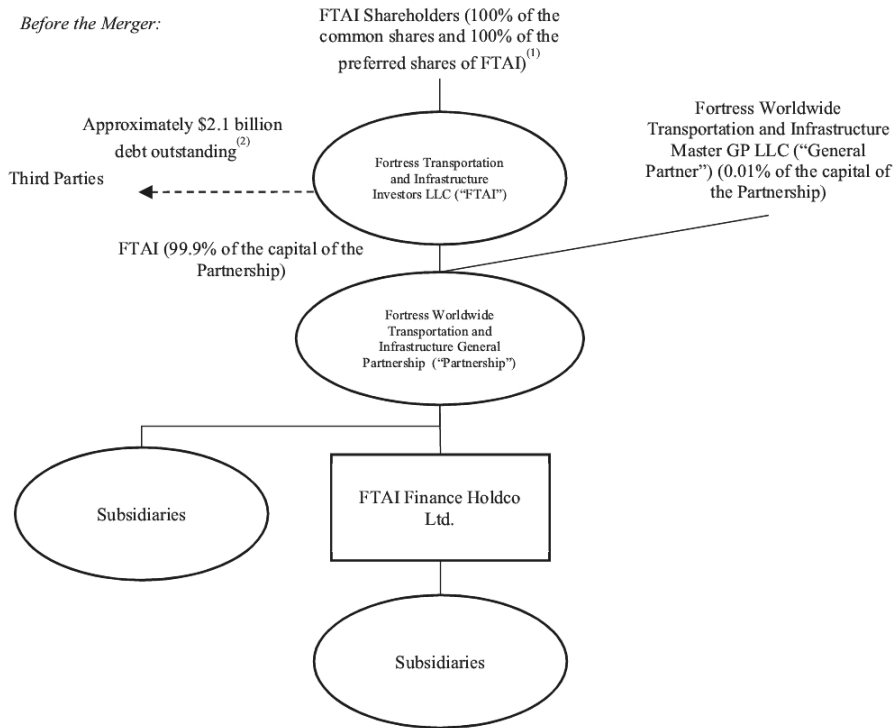 Before the Merger:
FTAI Shareholders (100% of the
common shares and 100% of the
preferred shares of FTAI)(1)
Approximately $2.1 billion
debt outstanding(2)
Third Parties
Fortress Transportation
and Infrastructure
Investors LLC (“FTAI”)
Fortress Worldwide
Transportation and Infrastructure
Master GP LLC (“General
Partner”) (0.01% of the capital of
the Partnership)
FTAI (99.9% of the capital of the
Partnership)
Fortress Worldwide
Transportation and
Infrastructure General
Partnership (“Partnership”)
Subsidiaries
FTAI Finance Holdco
Ltd.
Subsidiaries